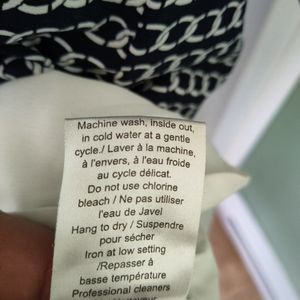 Machine wash, inside out,
in cold water at a gentle
cycle./ Laver à la machine,
à l'envers, à l'eau froide
au cycle délicat.
Do not use chlorine
bleach / Ne pas utiliser
l'eau de Javel
Hang to dry / Suspendre
pour sécher
Iron at low setting
/Repasser à
basse température
Professional cleaners